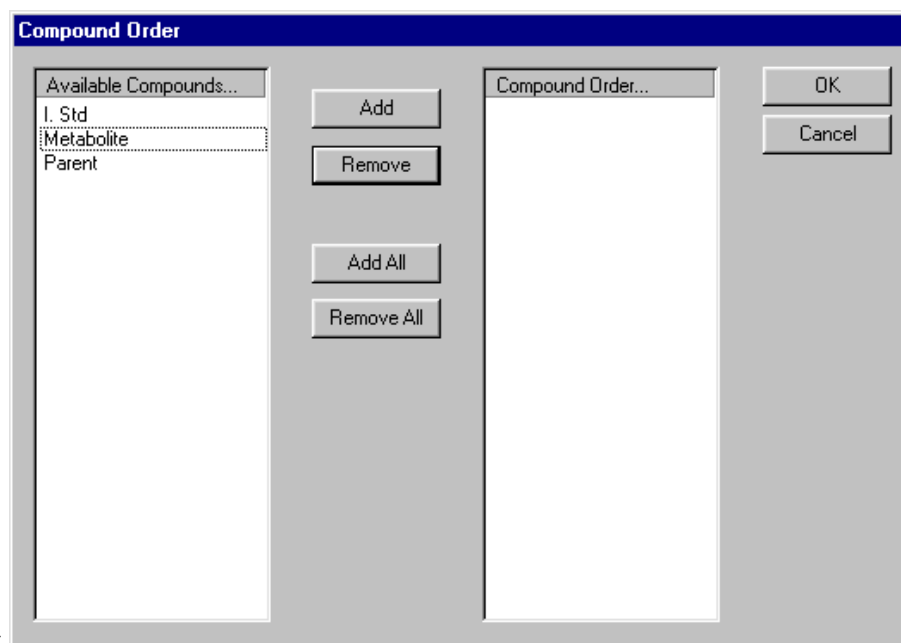 Compound Order
Available Compounds...
I. Std
Metabolite
Parent
Add
Remove
Add All
Remove All
Compound Order...
OK
Cancel